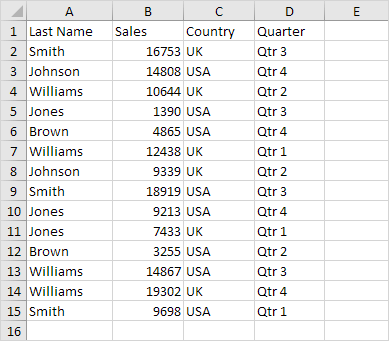 A B C D E
1 Last Name Sales Country Quarter
2 Smith 16753 UK Qtr 3
3 Johnson 14808 USA Qtr 4
4 Williams 10644 UK Qtr 2
5 Jones 1390 USA Qtr 3
6 Brown 4865 USA Qtr 4
7 Williams 12438 UK Qtr 1
8 Johnson 9339 UK Qtr 2
9 Smith 18919 USA Qtr 3
10 Jones 9213 USA Qtr 4
11 Jones 7433 UK Qtr 1
12 Brown 3255 USA Qtr 2
13 Williams 14867 USA Qtr 3
14 Williams 19302 UK Qtr 4
15 Smith 9698 USA Qtr 1
16